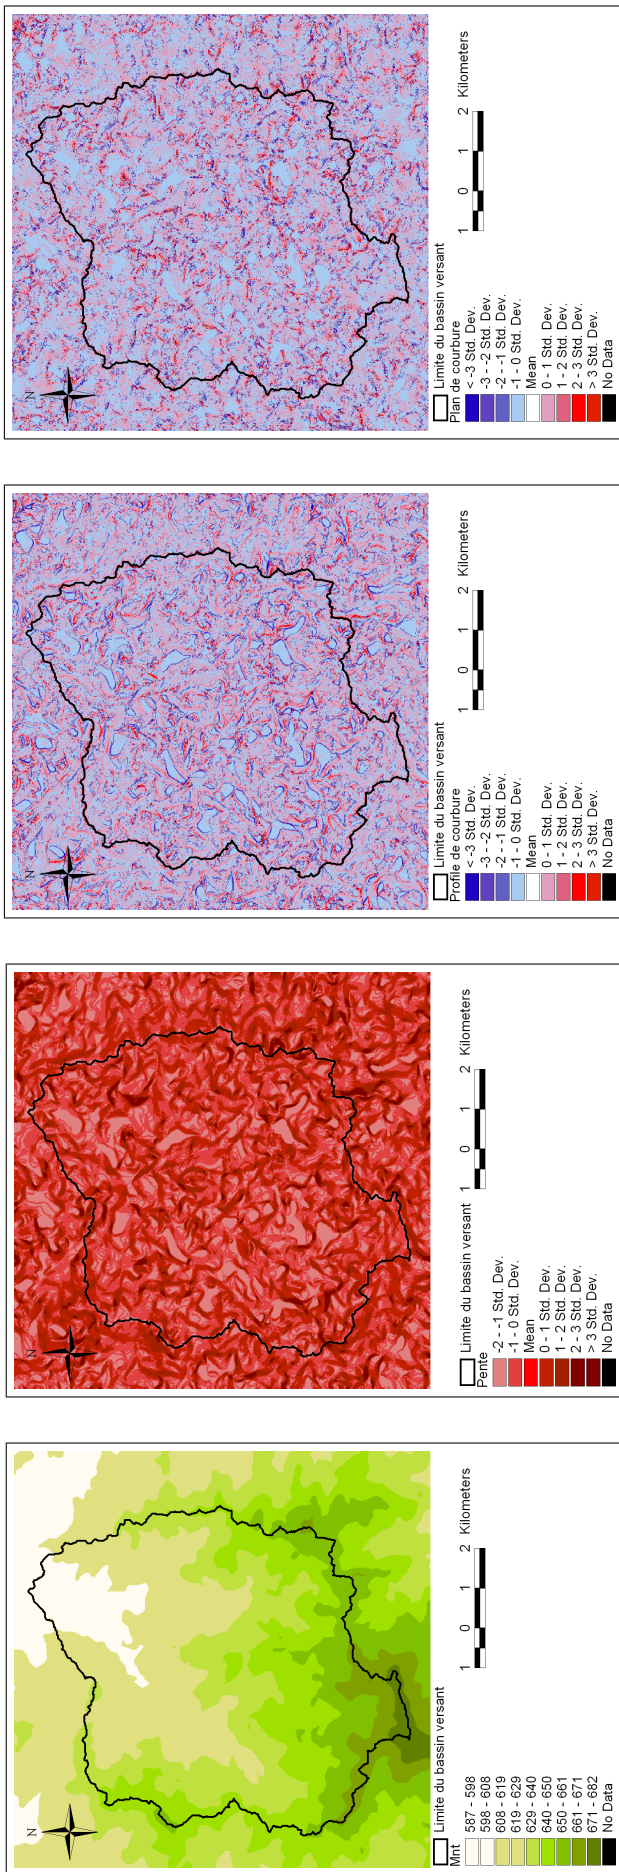 N
Kilometers
1 0 1 2
Limite du bassin versant
Plan de courbure
< -3 Std. Dev.
-3 - -2 Std. Dev.
-2 - -1 Std. Dev.
-1 - 0 Std. Dev.
Mean
0 - 1 Std. Dev.
1 - 2 Std. Dev.
2 - 3 Std. Dev.
> 3 Std. Dev.
No Data
N
Kilometers
1 0 1 2
Limite du bassin versant
Profile de courbure
< -3 Std. Dev.
-3 - -2 Std. Dev.
-2 - -1 Std. Dev.
-1 - 0 Std. Dev.
Mean
0 - 1 Std. Dev.
1 - 2 Std. Dev.
2 - 3 Std. Dev.
> 3 Std. Dev.
No Data
N
Kilometers
1 0 1 2
Limite du bassin versant
Pente
-2 - -1 Std. Dev.
-1 - 0 Std. Dev.
Mean
0 - 1 Std. Dev.
1 - 2 Std. Dev.
2 - 3 Std. Dev.
> 3 Std. Dev.
No Data
N
Kilometers
1 0 1 2
Limite du bassin versant
Mnt
587 - 598
598 - 608
608 - 619
619 - 629
629 - 640
640 - 650
650 - 661
661 - 671
671 - 682
No Data